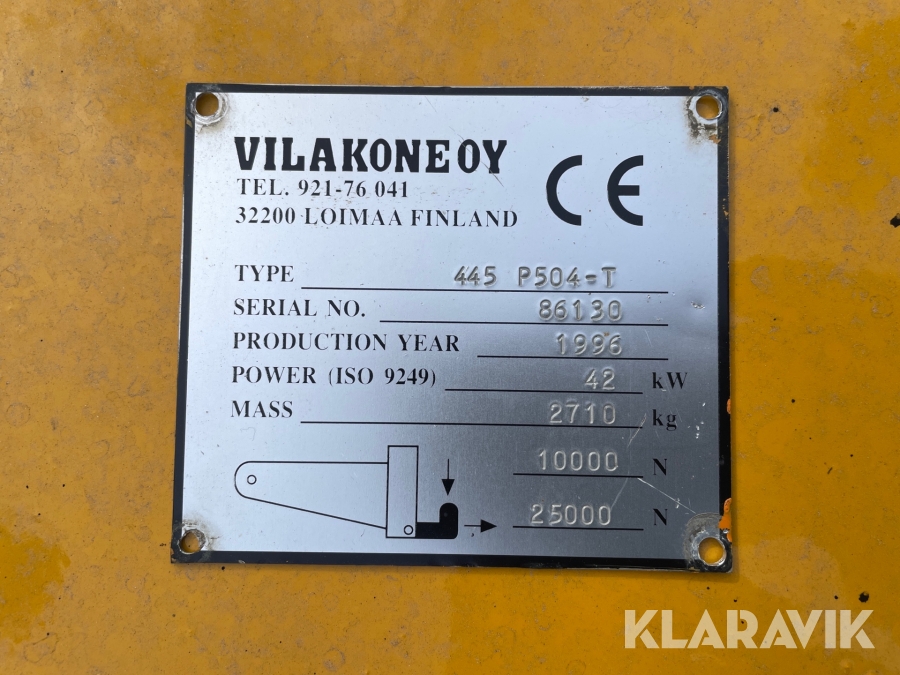 VILAKONE OY
TEL. 921-76 041
32200 LOIMAA FINLAND
CE
TYPE 445 P504-T
SERIAL NO. 86130
PRODUCTION YEAR 1996
POWER (ISO 9249) 42 kW
MASS 2710 kg
10000 N
25000 N
KLARAVIK